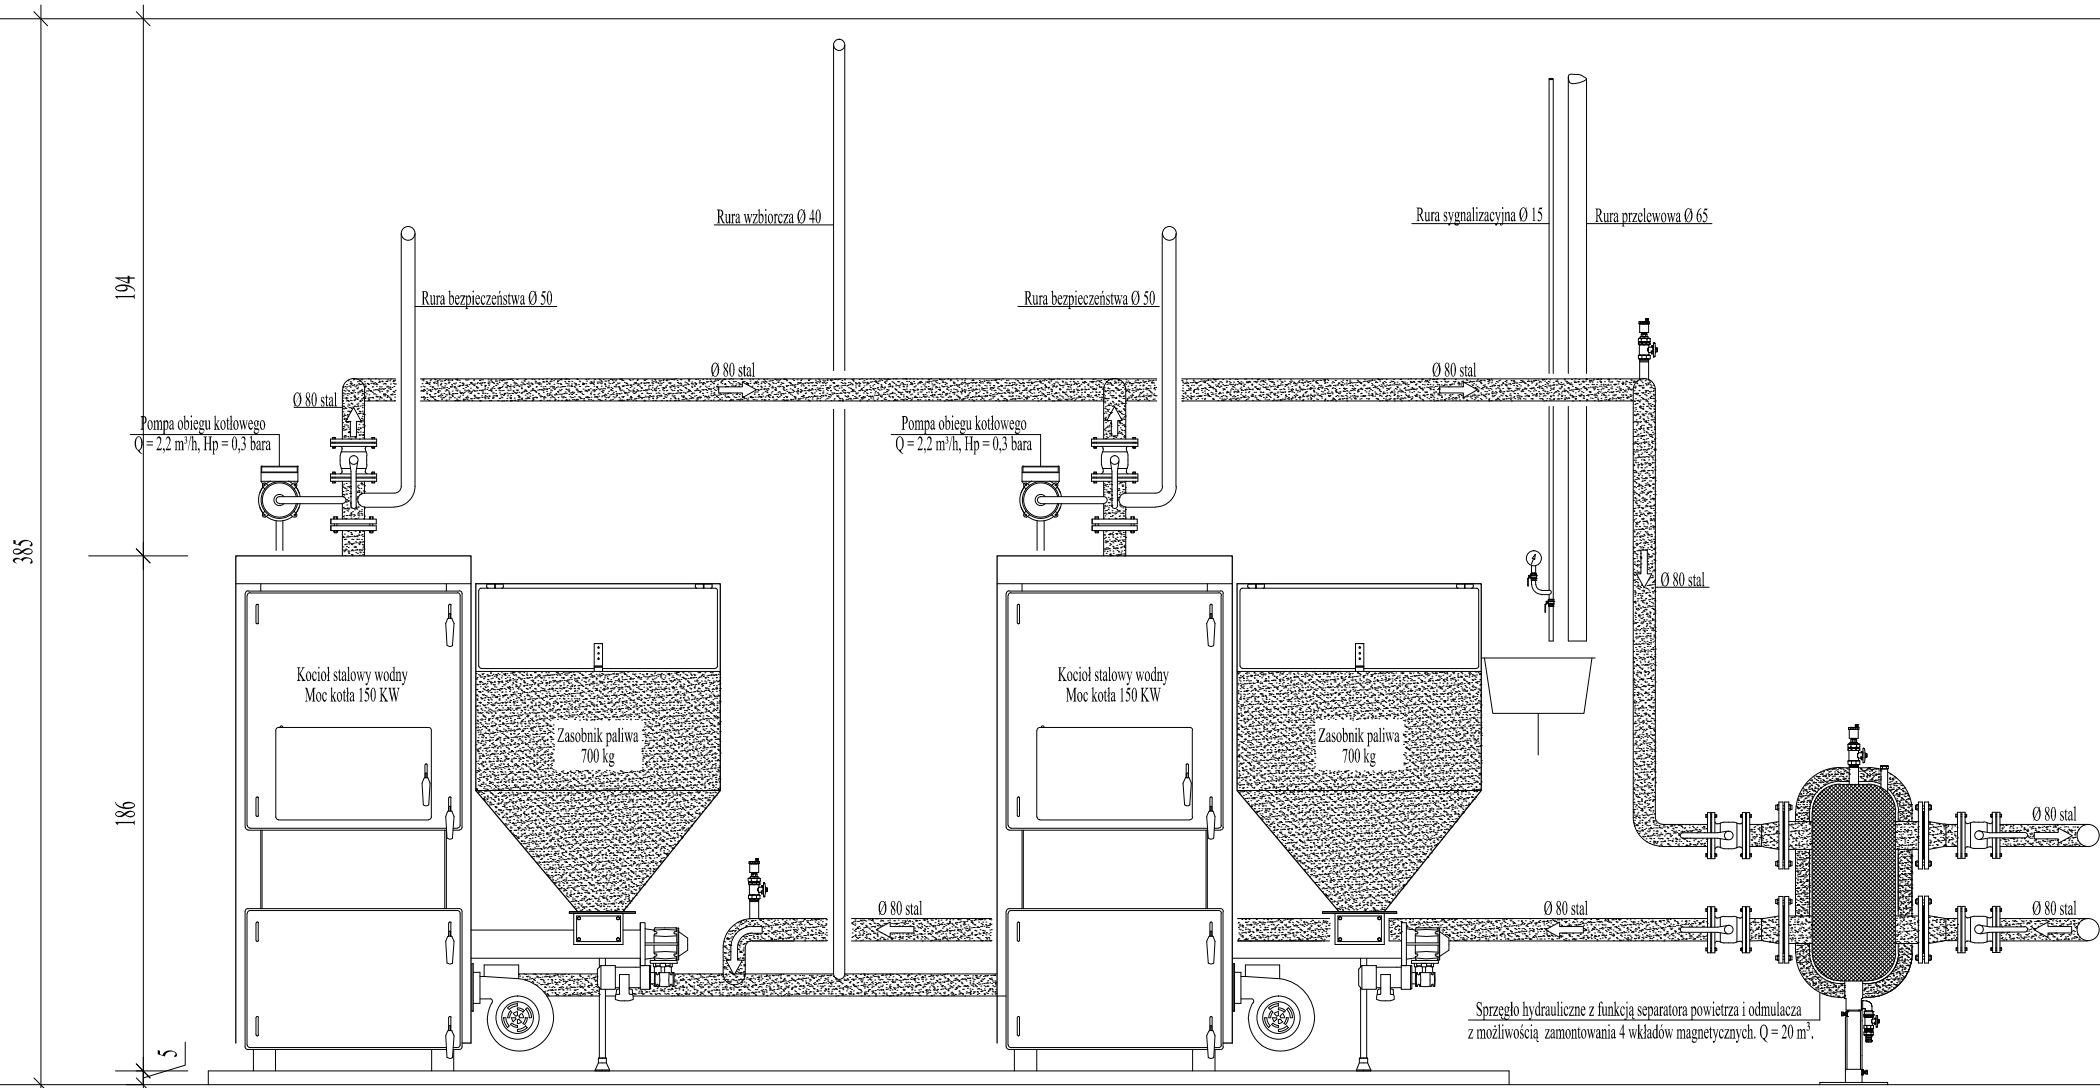 Rura wzbiorcza Ø 40
Rura sygnalizacyjna Ø 15
Rura przelewowa Ø 65
194
Rura bezpieczeństwa Ø 50
Rura bezpieczeństwa Ø 50
Ø 80 stal
Ø 80 stal
Ø 80 stal
Pompa obiegu kotłowego
Q = 2,2 m³/h, Hp = 0,3 bara
Pompa obiegu kotłowego
Q = 2,2 m³/h, Hp = 0,3 bara
385
Ø 80 stal
Kocioł stalowy wodny
Moc kotła 150 KW
Zasobnik paliwa
700 kg
Kocioł stalowy wodny
Moc kotła 150 KW
Zasobnik paliwa
700 kg
186
Ø 80 stal
Ø 80 stal
Ø 80 stal
Ø 80 stal
Sprzęgło hydrauliczne z funkcją separatora powietrza i odmulacza
z możliwością zamontowania 4 wkładów magnetycznych. Q = 20 m³.
5